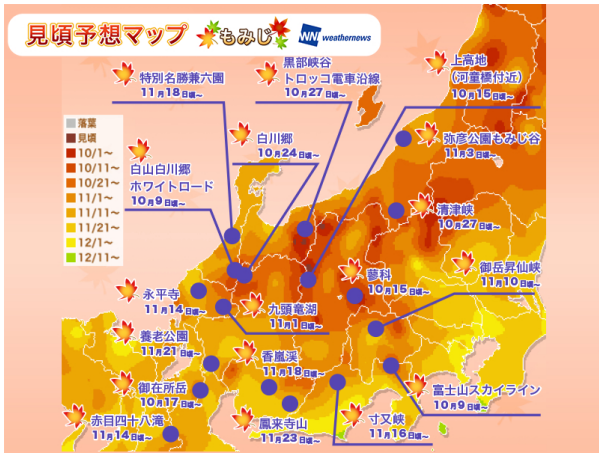 見頃予想マップ もみじ WN weathernews
特別名勝兼六園
11月18日頃～
黒部峡谷
トロッコ電車沿線
10月27日頃～
上高地
（河童橋付近）
10月15日頃～
落葉
見頃
10/1～
10/11～
10/21～
11/1～
11/11～
11/21～
12/1～
12/11～
白山白川郷
ホワイトロード
10月9日頃～
白川郷
10月24日頃～
弥彦公園もみじ谷
11月3日頃～
清津峡
10月27日頃～
御岳昇仙峡
11月10日頃～
蓼科
10月15日頃～
永平寺
11月14日頃～
九頭竜湖
11月1日頃～
養老公園
11月21日頃～
香嵐渓
11月18日頃～
御在所岳
10月17日頃～
富士山スカイライン
10月9日頃～
赤目四十八滝
11月14日頃～
鳳来寺山
11月23日頃～
寸又峡
11月16日頃～